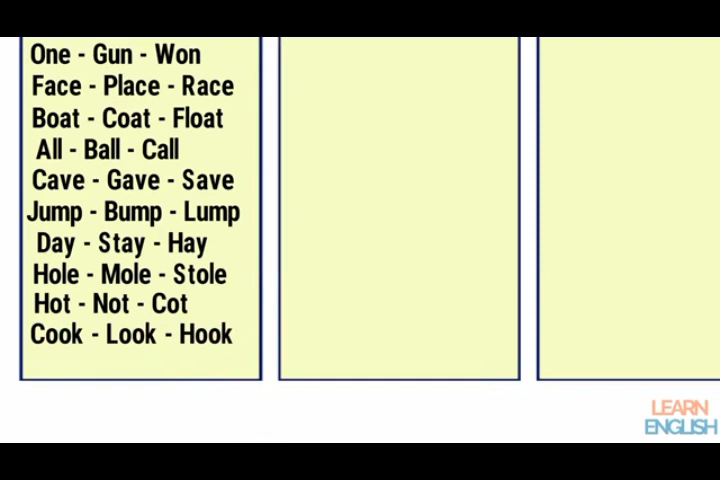 One - Gun - Won
Face - Place - Race
Boat - Coat - Float
All - Ball - Call
Cave - Gave - Save
Jump - Bump - Lump
Day - Stay - Hay
Hole - Mole - Stole
Hot - Not - Cot
Cook - Look - Hook
LEARN
ENGLISH